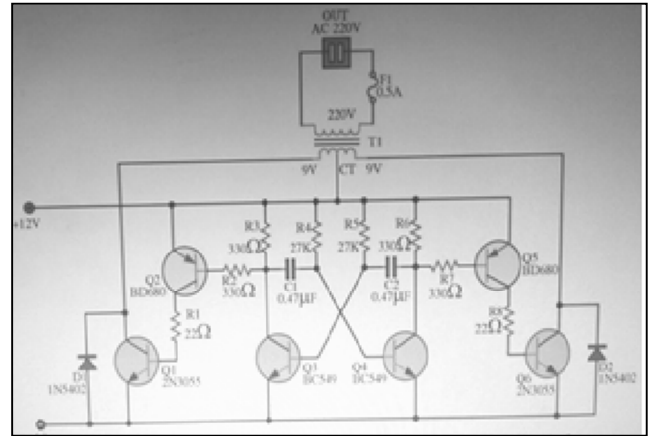 OUT
AC 220V
F1
0.5A
220V
T1
9V CT 9V
+12V
R3
330Ω
R4
27K
R5
27K
R6
330Ω
Q2
BD680
R2
330Ω
C1
0.47µF
C2
0.47µF
R7
330Ω
Q5
BD680
R1
22Ω
R8
22Ω
D1
1N5402
Q1
2N3055
Q3
BC549
Q4
BC549
Q6
2N3055
D2
1N5402